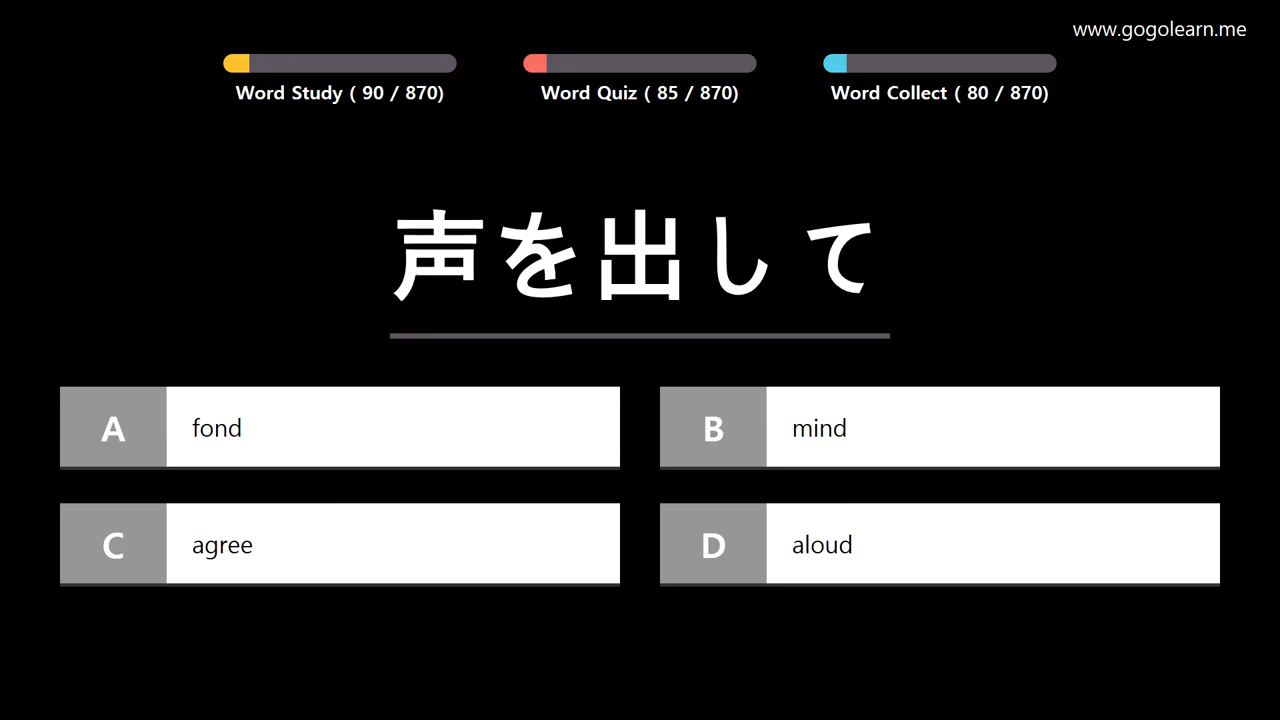 www.gogolearn.me
Word Study ( 90 / 870)
Word Quiz ( 85 / 870)
Word Collect ( 80 / 870)
声を出して
A fond
B mind
C agree
D aloud